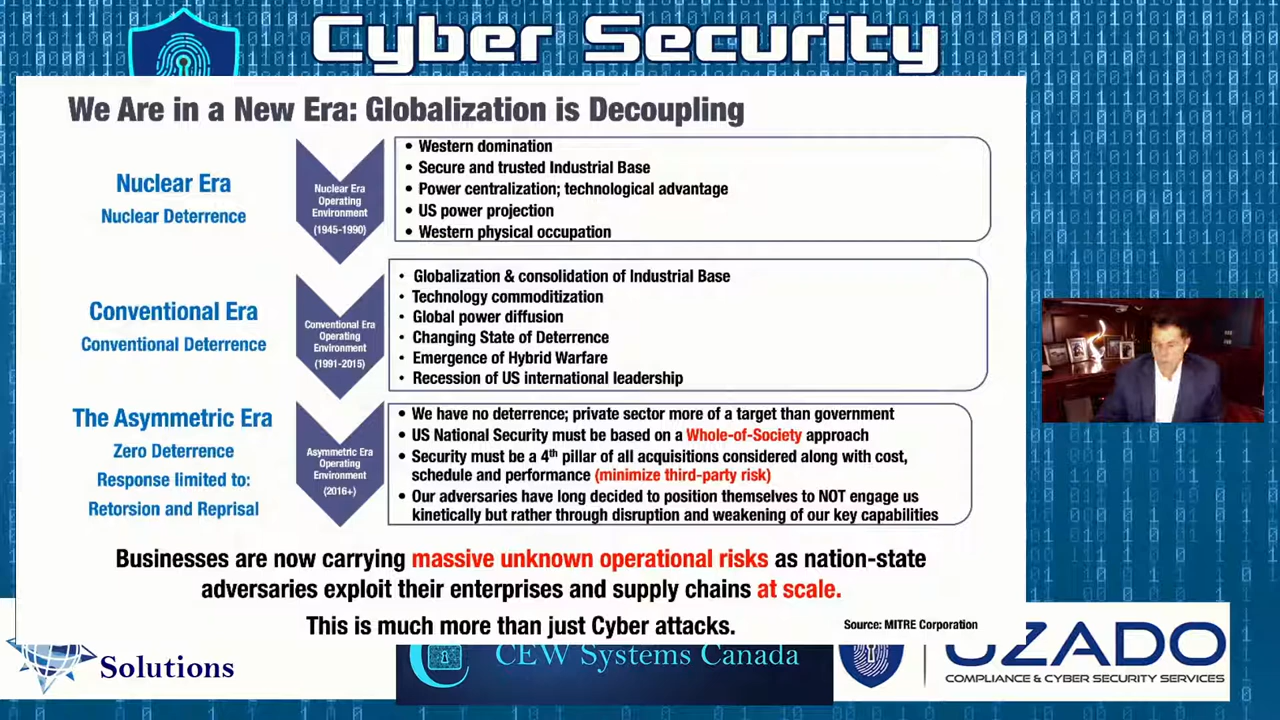 Cyber Security
We Are in a New Era: Globalization is Decoupling
Nuclear Era
Nuclear Deterrence
Nuclear Era
Operating
Environment
(1945-1990)
• Western domination
• Secure and trusted Industrial Base
• Power centralization; technological advantage
• US power projection
• Western physical occupation
Conventional Era
Conventional Deterrence
Conventional Era
Operating
Environment
(1991-2015)
• Globalization & consolidation of Industrial Base
• Technology commoditization
• Global power diffusion
• Changing State of Deterrence
• Emergence of Hybrid Warfare
• Recession of US international leadership
The Asymmetric Era
Zero Deterrence
Response limited to:
Retorsion and Reprisal
Asymmetric Era
Operating
Environment
(2016+)
• We have no deterrence; private sector more of a target than government
• US National Security must be based on a Whole-of-Society approach
• Security must be a 4th pillar of all acquisitions considered along with cost,
schedule and performance (minimize third-party risk)
• Our adversaries have long decided to position themselves to NOT engage us
kinetically but rather through disruption and weakening of our key capabilities
Businesses are now carrying massive unknown operational risks as nation-state
adversaries exploit their enterprises and supply chains at scale.
This is much more than just Cyber attacks.
Source: MITRE Corporation
Solutions
CEW Systems Canada
UZADO
COMPLIANCE & CYBER SECURITY SERVICES